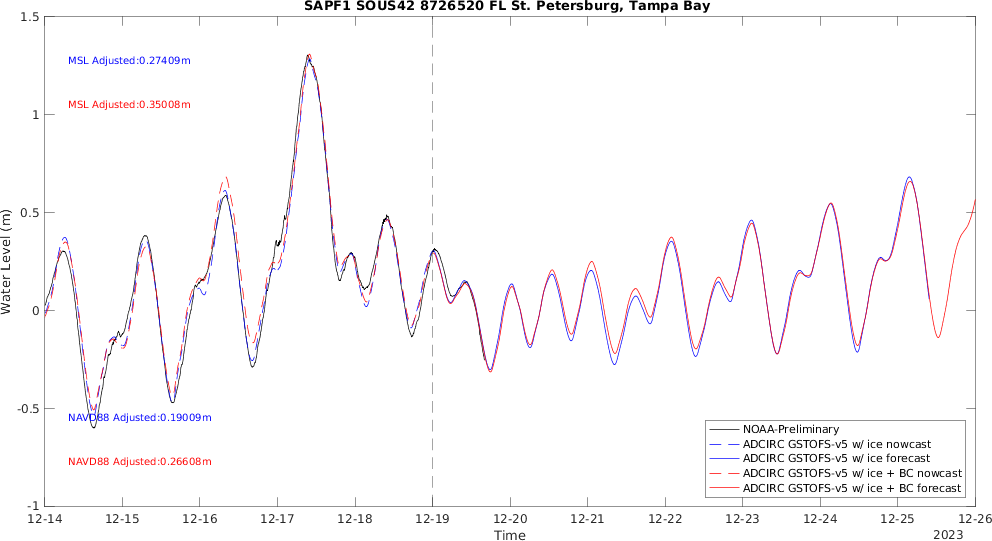 SAPF1 SOUS42 8726520 FL St. Petersburg, Tampa Bay
1.5
1
0.5
0
-0.5
-1
Water Level (m)
MSL Adjusted:0.27409m
MSL Adjusted:0.35008m
NAVD88 Adjusted:0.19009m
NAVD88 Adjusted:0.26608m
NOAA-Preliminary
ADCIRC GSTOFS-v5 w/ ice nowcast
ADCIRC GSTOFS-v5 w/ ice forecast
ADCIRC GSTOFS-v5 w/ ice + BC nowcast
ADCIRC GSTOFS-v5 w/ ice + BC forecast
12-14 12-15 12-16 12-17 12-18 12-19 12-20 12-21 12-22 12-23 12-24 12-25 12-26
Time
2023